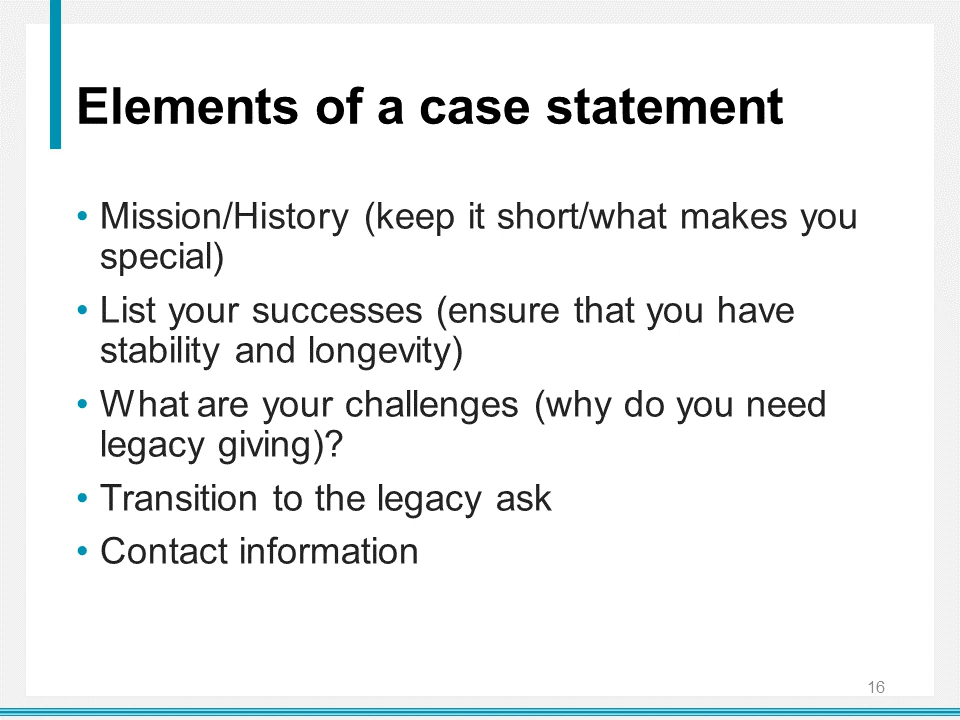 Elements of a case statement
• Mission/History (keep it short/what makes you
special)
• List your successes (ensure that you have
stability and longevity)
• What are your challenges (why do you need
legacy giving)?
• Transition to the legacy ask
• Contact information
16